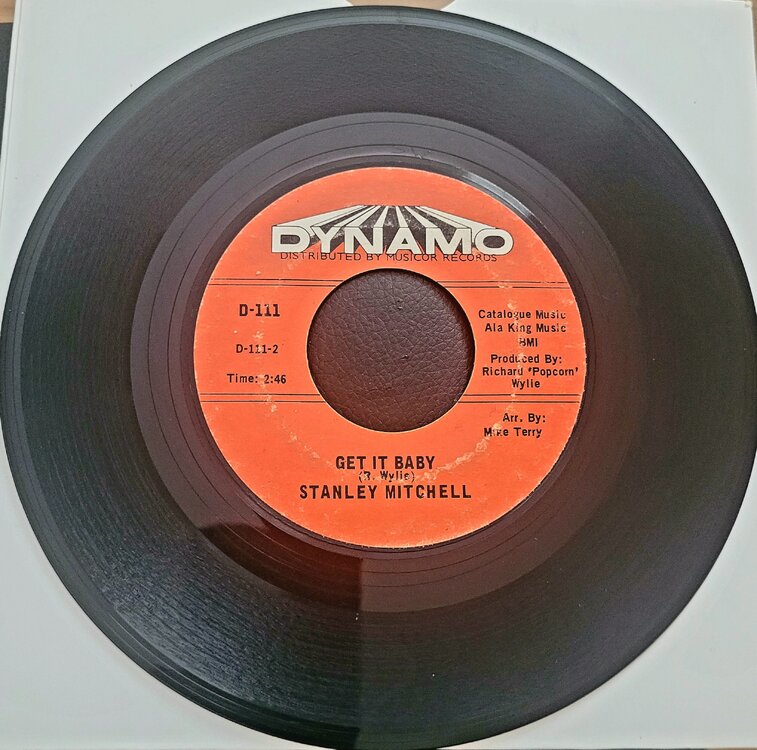 DYNAMO
DISTRIBUTED BY MUSICOR RECORDS
D-111
D-111-2
Time: 2:46
Catalogue Music
Ala King Music
BMI
Produced By:
Richard 'Popcorn'
Wylie
Arr. By:
Mike Terry
GET IT BABY
(R. Wylie)
STANLEY MITCHELL